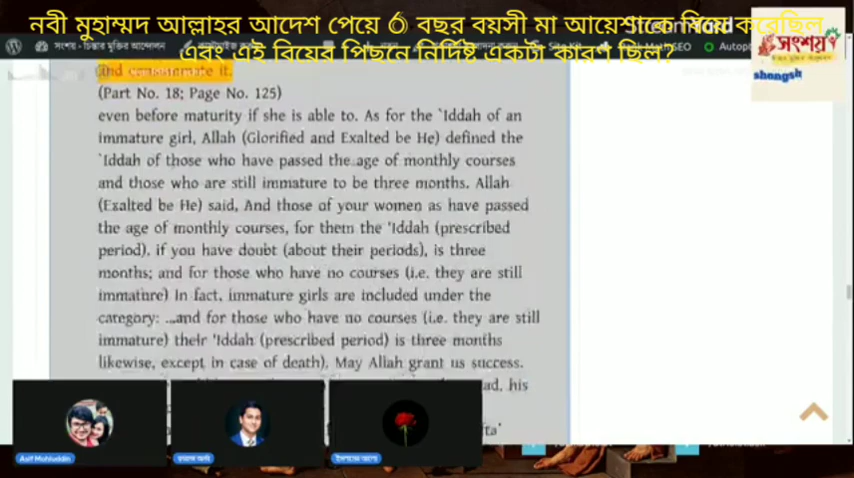 নবী মুহাম্মদ আল্লাহর আদেশ পেয়ে 6 বছর বয়সী মা আয়েশাকে বিয়ে করেছিল
এবং এই বিয়ের পিছনে নির্দিষ্ট একটা কারণ ছিল?
সংশয় - চিন্তার মুক্তির আন্দোলন
SEO
সংশয়
shongsh
and consummate it.
(Part No. 18; Page No. 125)
even before maturity if she is able to. As for the `Iddah of an
immature girl, Allah (Glorified and Exalted be He) defined the
`Iddah of those who have passed the age of monthly courses
and those who are still immature to be three months. Allah
(Exalted be He) said, And those of your women as have passed
the age of monthly courses, for them the 'Iddah (prescribed
period), if you have doubt (about their periods), is three
months; and for those who have no courses (i.e. they are still
immature) In fact, immature girls are included under the
category: ...and for those who have no courses (i.e. they are still
immature) their 'Iddah (prescribed period) is three months
likewise, except in case of death). May Allah grant us success.
his
Asif Mohiuddin